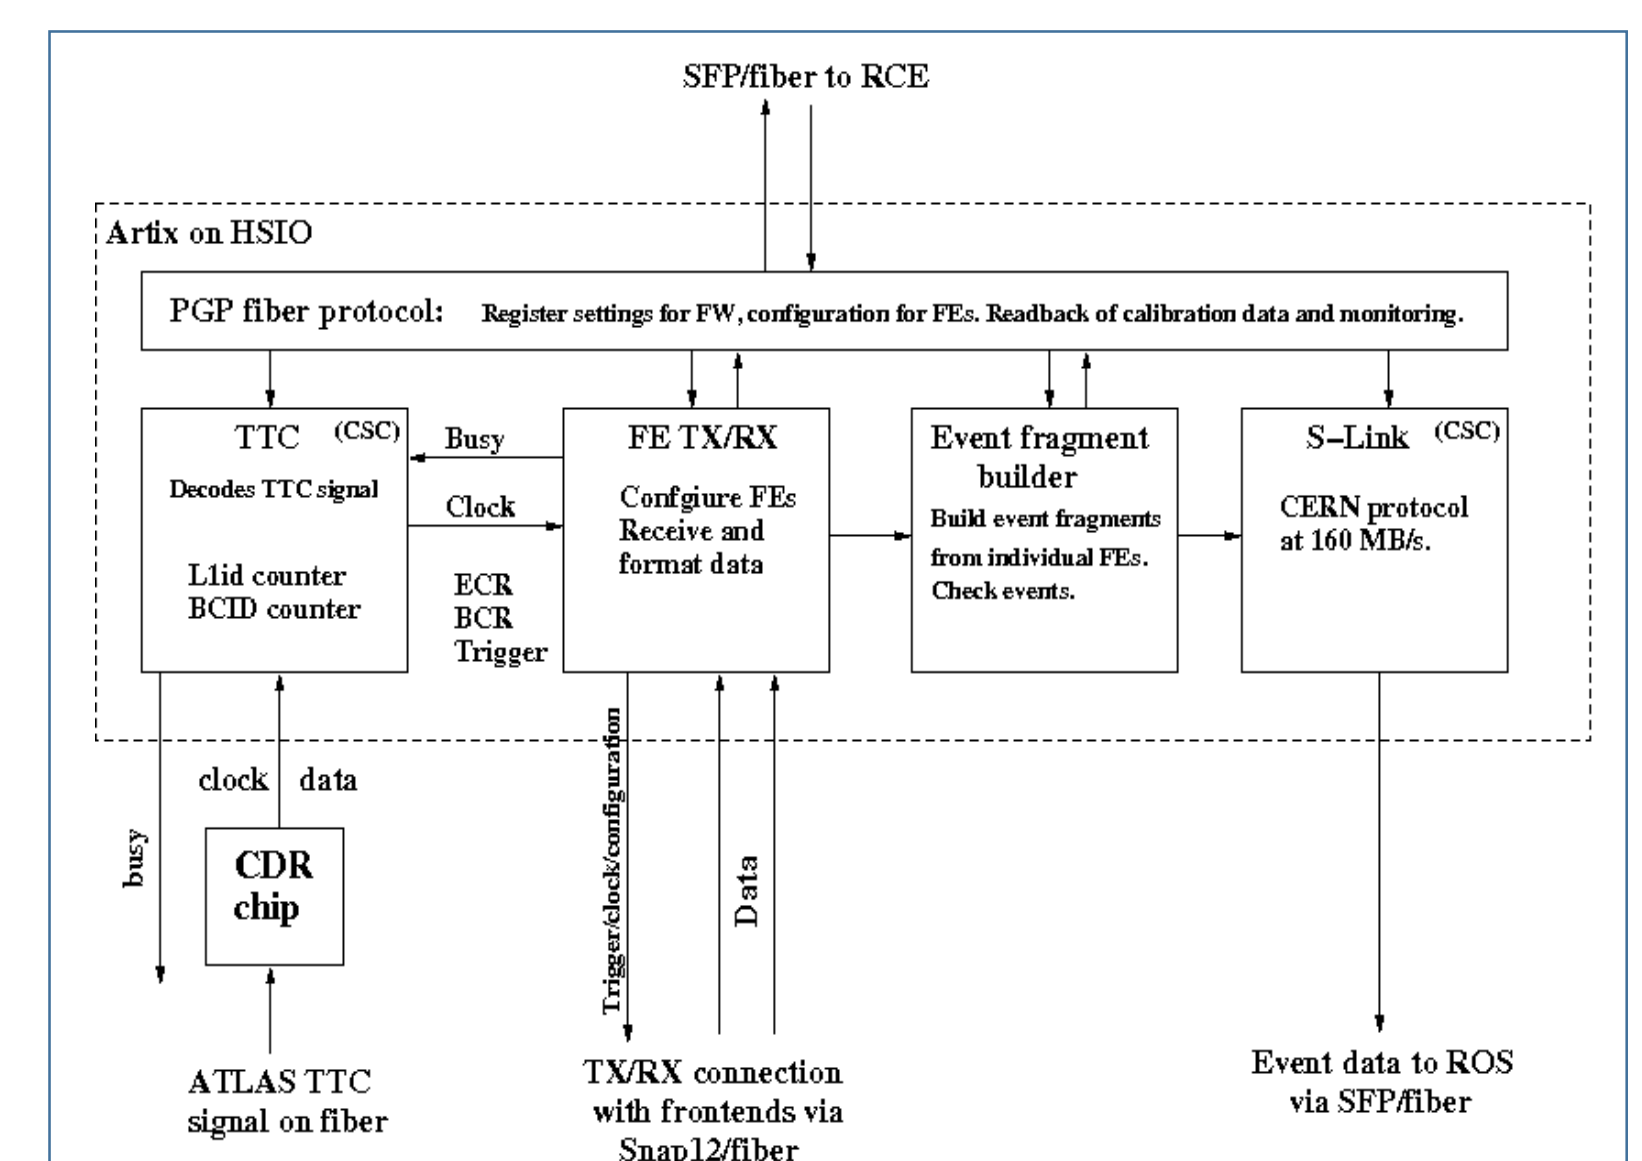 SFP/fiber to RCE
Artix on HSIO
PGP fiber protocol: Register settings for FW, configuration for FEs. Readback of calibration data and monitoring.
TTC (CSC)
Decodes TTC signal
L1id counter
BCID counter
Busy
Clock
ECR
BCR
Trigger
FE TX/RX
Confgiure FEs
Receive and
format data
Event fragment
builder
Build event fragments
from individual FEs.
Check events.
S-Link (CSC)
CERN protocol
at 160 MB/s.
clock data
busy
CDR
chip
Trigger/clock/configuration
Data
ATLAS TTC
signal on fiber
TX/RX connection
with frontends via
Snap12/fiber
Event data to ROS
via SFP/fiber